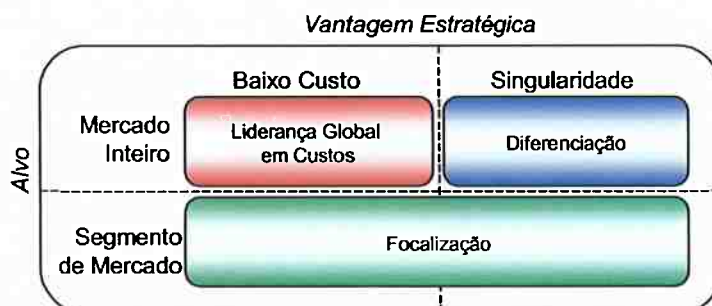 Vantagem Estratégica
Baixo Custo
Singularidade
Alvo
Mercado
Inteiro
Liderança Global
em Custos
Diferenciação
Segmento
de Mercado
Focalização